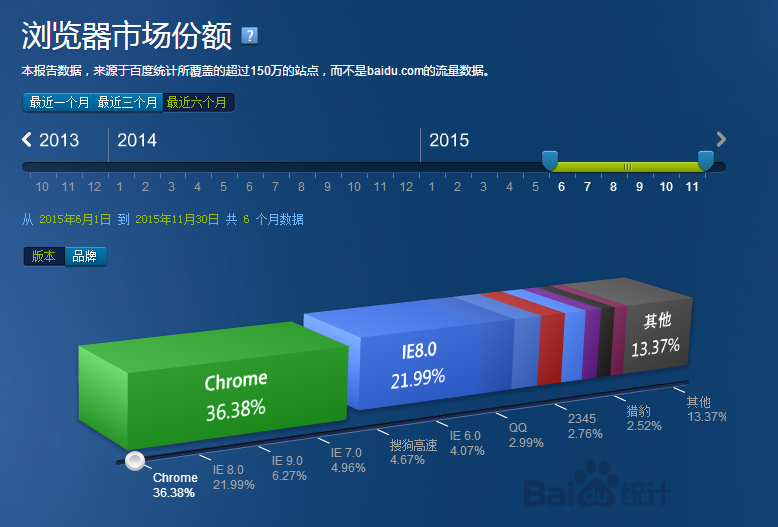 浏览器市场份额 ?
本报告数据，来源于百度统计所覆盖的超过150万的站点，而不是baidu.com的流量数据。
最近一个月 最近三个月 最近六个月
2013 2014 2015
10 11 12 1 2 3 4 5 6 7 8 9 10 11 12 1 2 3 4 5 6 7 8 9 10 11
从 2015年6月1日 到 2015年11月30日 共 6 个月数据
版本 品牌
Chrome
36.38%
IE8.0
21.99%
其他
13.37%
Chrome
36.38%
IE 8.0
21.99%
IE 9.0
6.27%
IE 7.0
4.96%
搜狗高速
4.67%
IE 6.0
4.07%
QQ
2.99%
2345
2.76%
猎豹
2.52%
其他
13.37%
Baidu统计